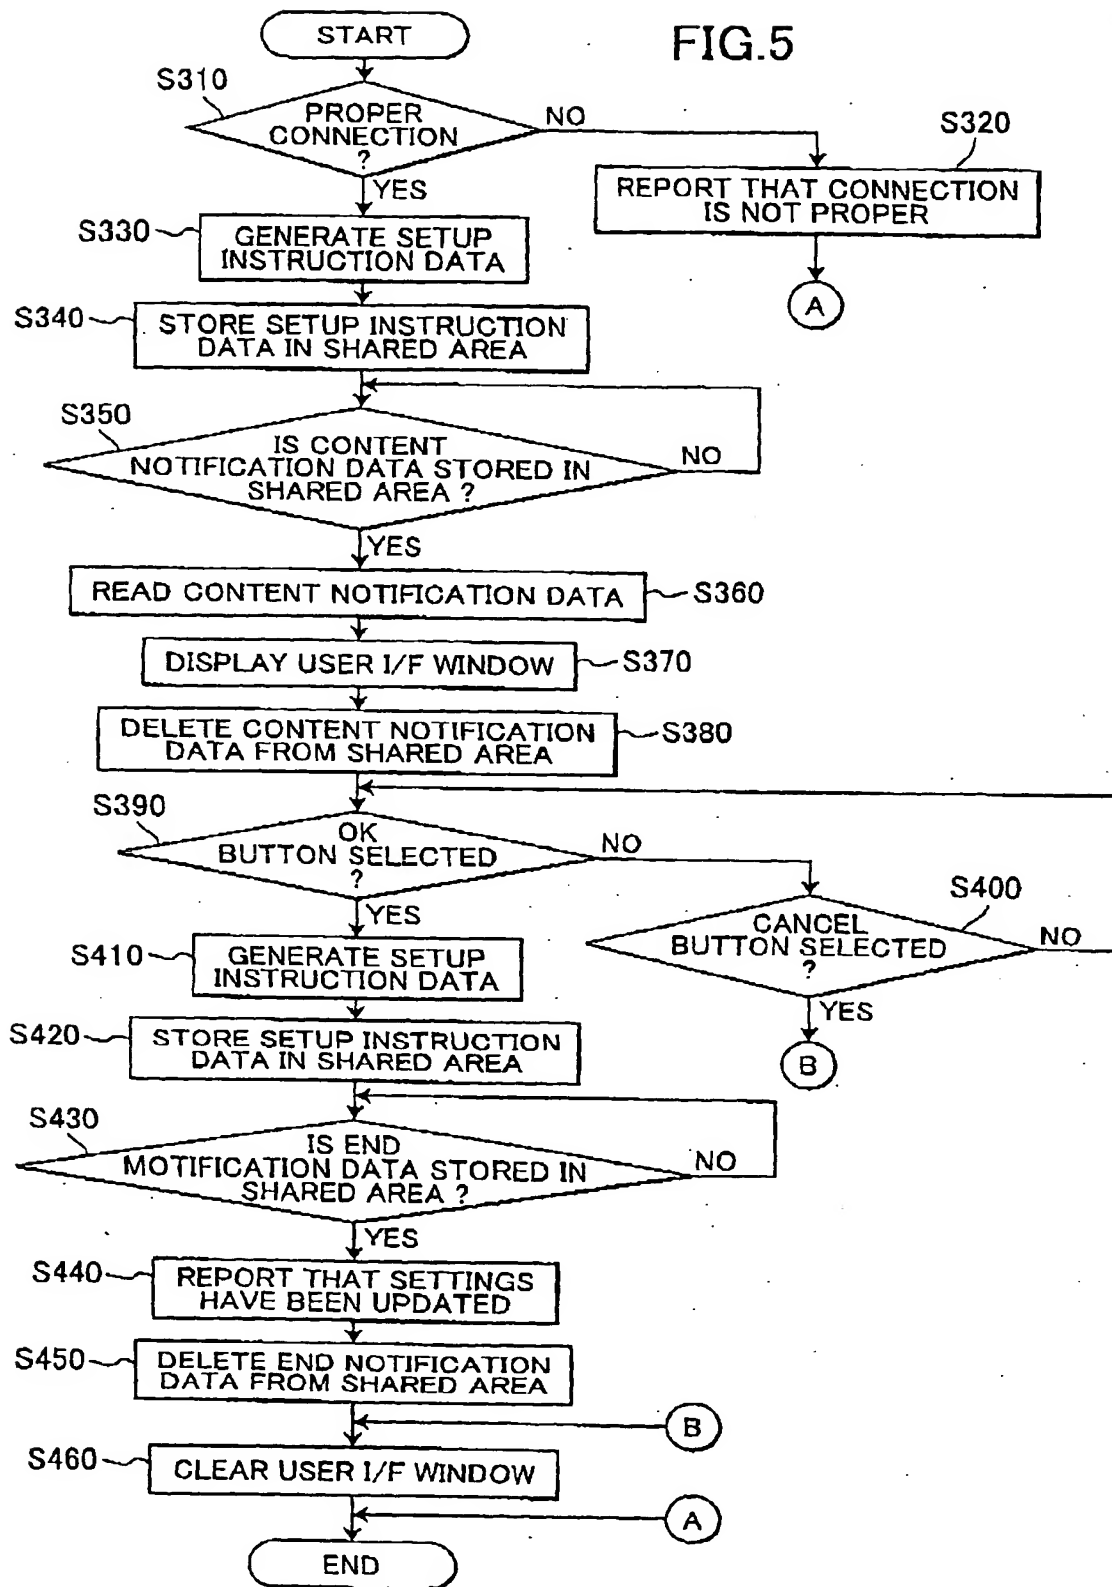 START
FIG.5
S310
PROPER
CONNECTION
?
NO
YES
S320
REPORT THAT CONNECTION
IS NOT PROPER
A
S330
GENERATE SETUP
INSTRUCTION DATA
S340
STORE SETUP INSTRUCTION
DATA IN SHARED AREA
S350
IS CONTENT
NOTIFICATION DATA STORED IN
SHARED AREA ?
NO
YES
READ CONTENT NOTIFICATION DATA
S360
DISPLAY USER I/F WINDOW
S370
DELETE CONTENT NOTIFICATION
DATA FROM SHARED AREA
S380
S390
OK
BUTTON SELECTED
?
NO
YES
S400
CANCEL
BUTTON SELECTED
?
NO
YES
B
S410
GENERATE SETUP
INSTRUCTION DATA
S420
STORE SETUP INSTRUCTION
DATA IN SHARED AREA
S430
IS END
MOTIFICATION DATA STORED IN
SHARED AREA ?
NO
YES
S440
REPORT THAT SETTINGS
HAVE BEEN UPDATED
S450
DELETE END NOTIFICATION
DATA FROM SHARED AREA
B
S460
CLEAR USER I/F WINDOW
A
END